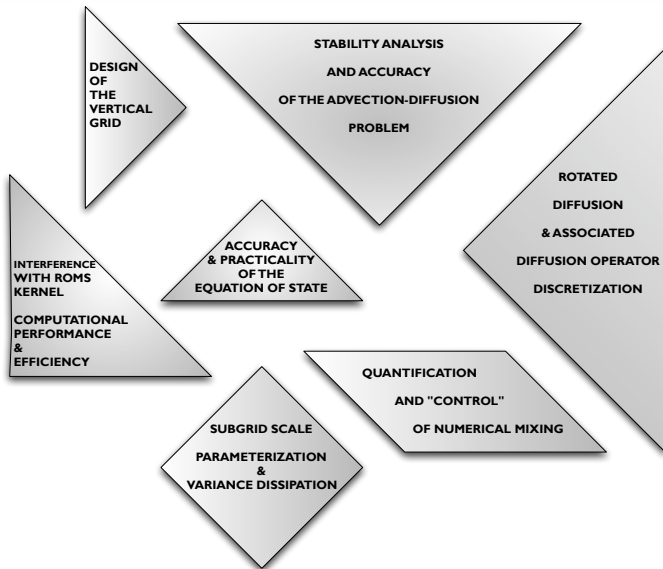 DESIGN
OF
THE
VERTICAL
GRID
STABILITY ANALYSIS
AND ACCURACY
OF THE ADVECTION-DIFFUSION
PROBLEM
ROTATED
DIFFUSION
& ASSOCIATED
DIFFUSION OPERATOR
DISCRETIZATION
ACCURACY
& PRACTICALITY
OF THE
EQUATION OF STATE
INTERFERENCE
WITH ROMS
KERNEL
COMPUTATIONAL
PERFORMANCE
&
EFFICIENCY
QUANTIFICATION
AND "CONTROL"
OF NUMERICAL MIXING
SUBGRID SCALE
PARAMETERIZATION
&
VARIANCE DISSIPATION